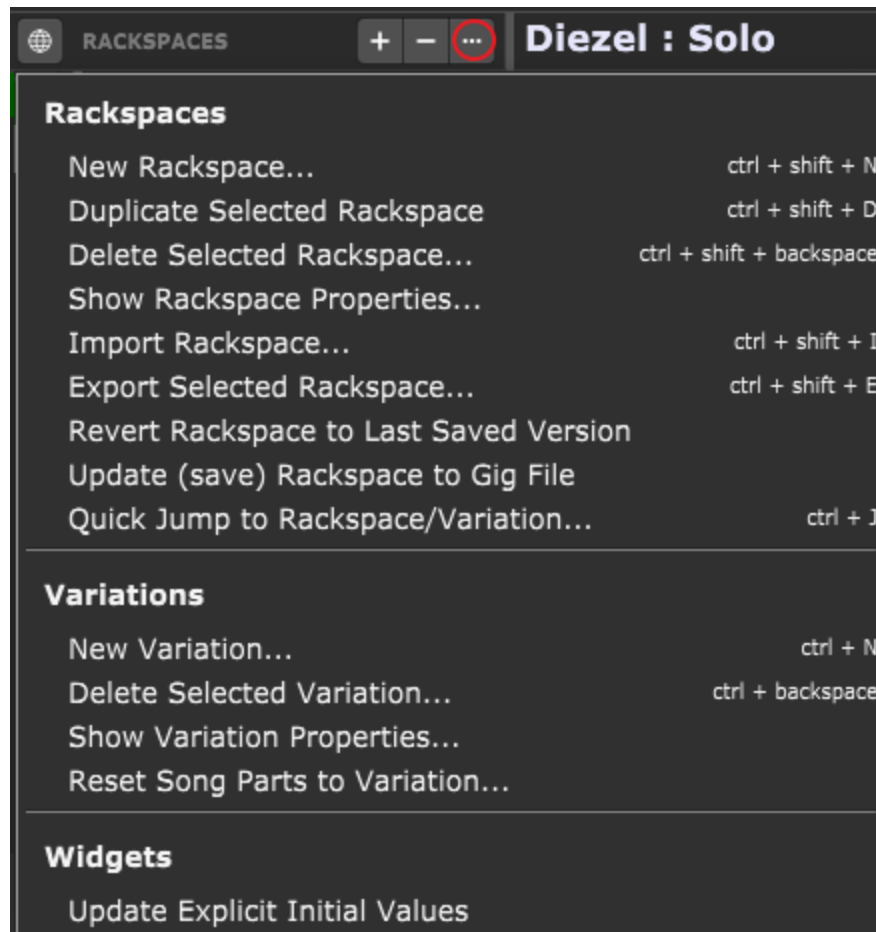 RACKSPACES + - ... Diezel : Solo
Rackspaces
New Rackspace... ctrl + shift + N
Duplicate Selected Rackspace ctrl + shift + D
Delete Selected Rackspace... ctrl + shift + backspace
Show Rackspace Properties...
Import Rackspace... ctrl + shift + I
Export Selected Rackspace... ctrl + shift + E
Revert Rackspace to Last Saved Version
Update (save) Rackspace to Gig File
Quick Jump to Rackspace/Variation... ctrl + J
Variations
New Variation... ctrl + N
Delete Selected Variation... ctrl + backspace
Show Variation Properties...
Reset Song Parts to Variation...
Widgets
Update Explicit Initial Values